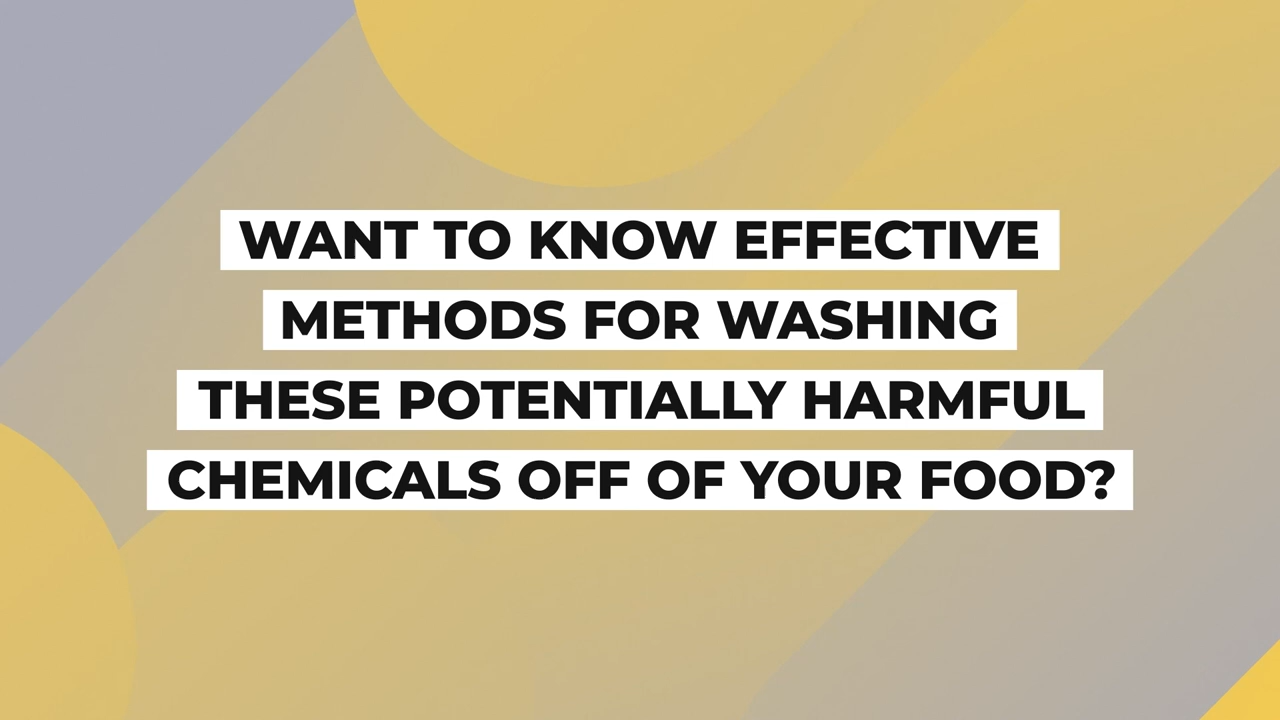 WANT TO KNOW EFFECTIVE
METHODS FOR WASHING
THESE POTENTIALLY HARMFUL
CHEMICALS OFF OF YOUR FOOD?